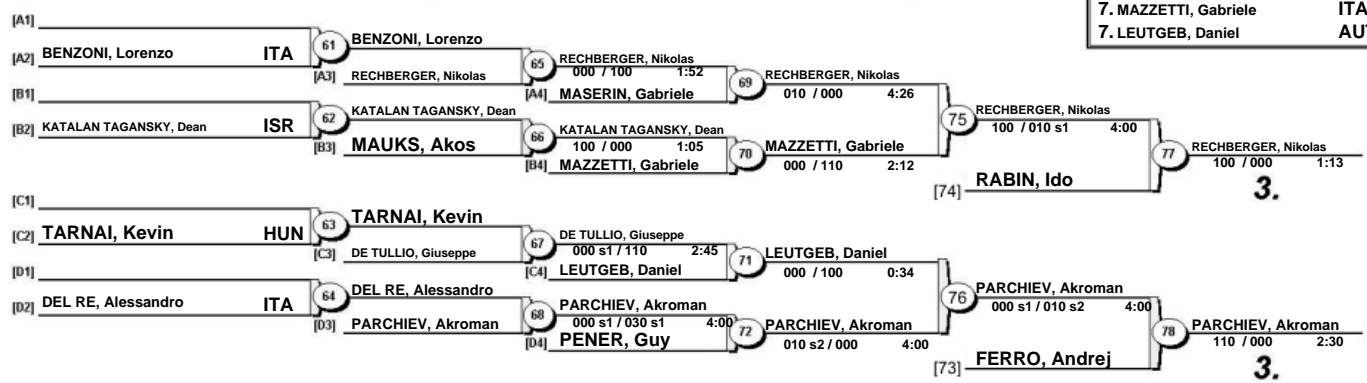 7. MAZZETTI, Gabriele ITA
7. LEUTGEB, Daniel AUT
[A1]
[A2] BENZONI, Lorenzo ITA
61
BENZONI, Lorenzo
[A3] RECHBERGER, Nikolas
65
RECHBERGER, Nikolas
000 / 100 1:52
[A4] MASERIN, Gabriele
69
RECHBERGER, Nikolas
010 / 000 4:26
[B1]
[B2] KATALAN TAGANSKY, Dean ISR
62
KATALAN TAGANSKY, Dean
[B3] MAUKS, Akos
66
KATALAN TAGANSKY, Dean
100 / 000 1:05
[B4] MAZZETTI, Gabriele
70
MAZZETTI, Gabriele
000 / 110 2:12
75
RECHBERGER, Nikolas
100 / 010 s1 4:00
[74] RABIN, Ido
77
RECHBERGER, Nikolas
100 / 000 1:13
3.
[C1]
[C2] TARNAI, Kevin HUN
63
TARNAI, Kevin
[C3] DE TULLIO, Giuseppe
67
DE TULLIO, Giuseppe
000 s1 / 110 2:45
[C4] LEUTGEB, Daniel
71
LEUTGEB, Daniel
000 / 100 0:34
[D1]
[D2] DEL RE, Alessandro ITA
64
DEL RE, Alessandro
[D3] PARCHIEV, Akroman
68
PARCHIEV, Akroman
000 s1 / 030 s1 4:00
[D4] PENER, Guy
72
PARCHIEV, Akroman
010 s2 / 000 4:00
76
PARCHIEV, Akroman
000 s1 / 010 s2 4:00
[73] FERRO, Andrej
78
PARCHIEV, Akroman
110 / 000 2:30
3.